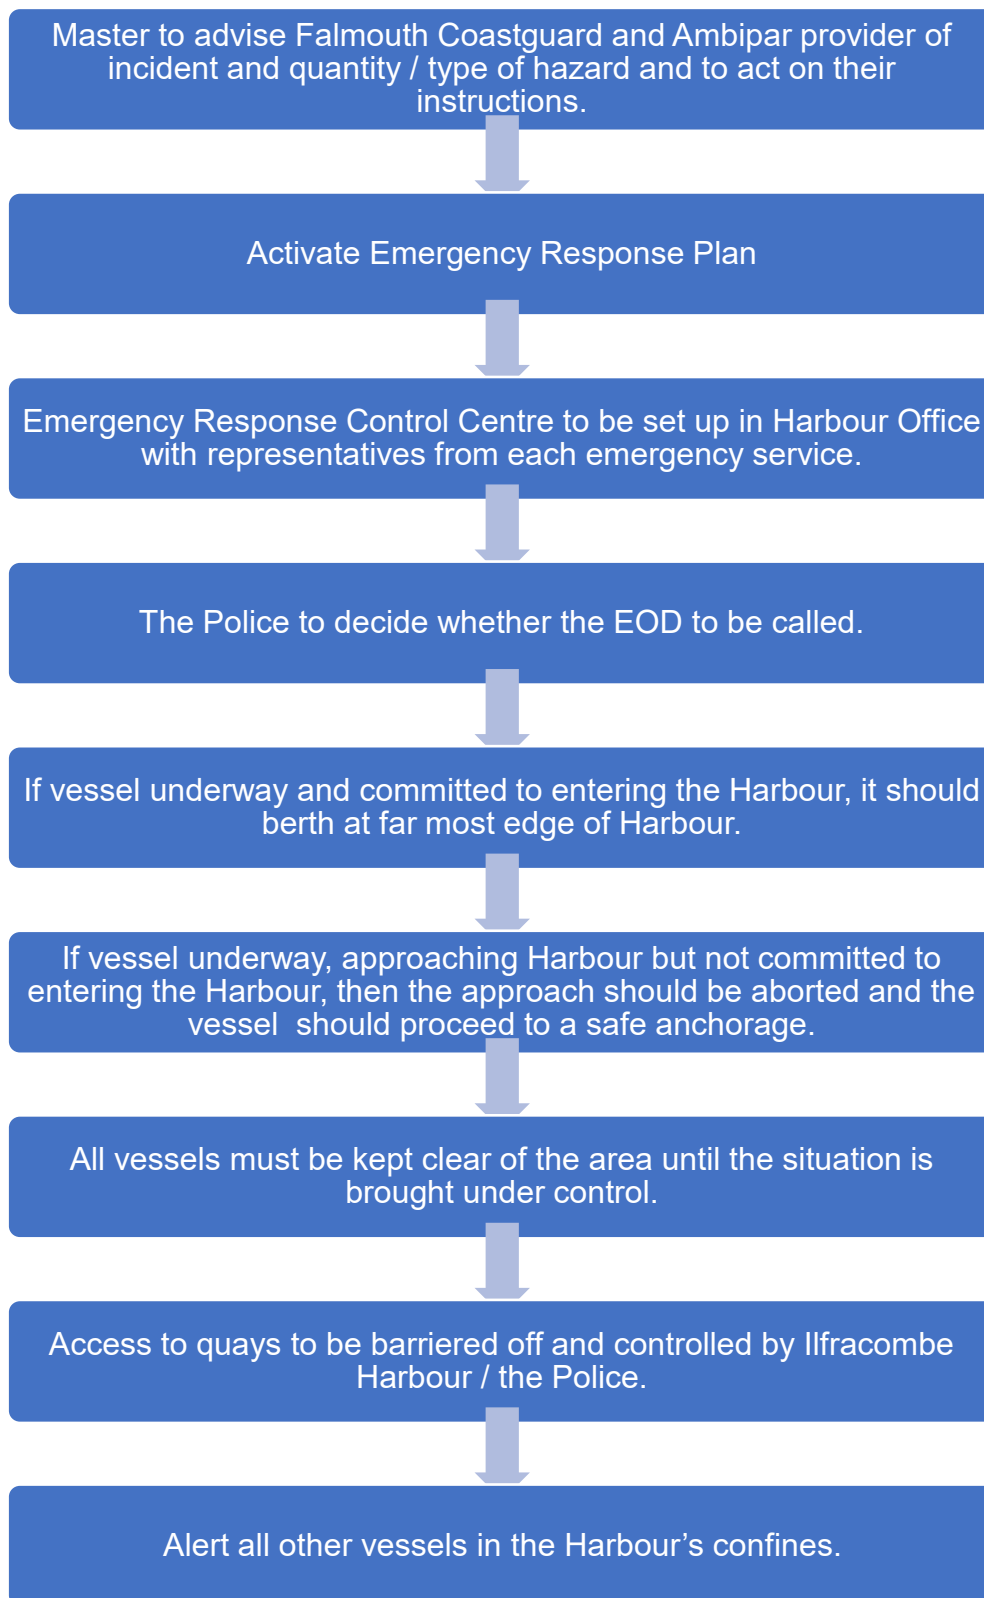 Master to advise Falmouth Coastguard and Ambipar provider of
incident and quantity / type of hazard and to act on their
instructions.
Activate Emergency Response Plan
Emergency Response Control Centre to be set up in Harbour Office
with representatives from each emergency service.
The Police to decide whether the EOD to be called.
If vessel underway and committed to entering the Harbour, it should
berth at far most edge of Harbour.
If vessel underway, approaching Harbour but not committed to
entering the Harbour, then the approach should be aborted and the
vessel  should proceed to a safe anchorage.
All vessels must be kept clear of the area until the situation is
brought under control.
Access to quays to be barriered off and controlled by Ilfracombe
Harbour / the Police.
Alert all other vessels in the Harbour’s confines.